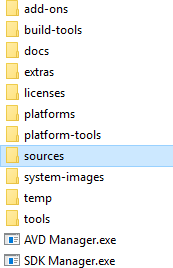 add-ons
build-tools
docs
extras
licenses
platforms
platform-tools
sources
system-images
temp
tools
AVD Manager.exe
SDK Manager.exe